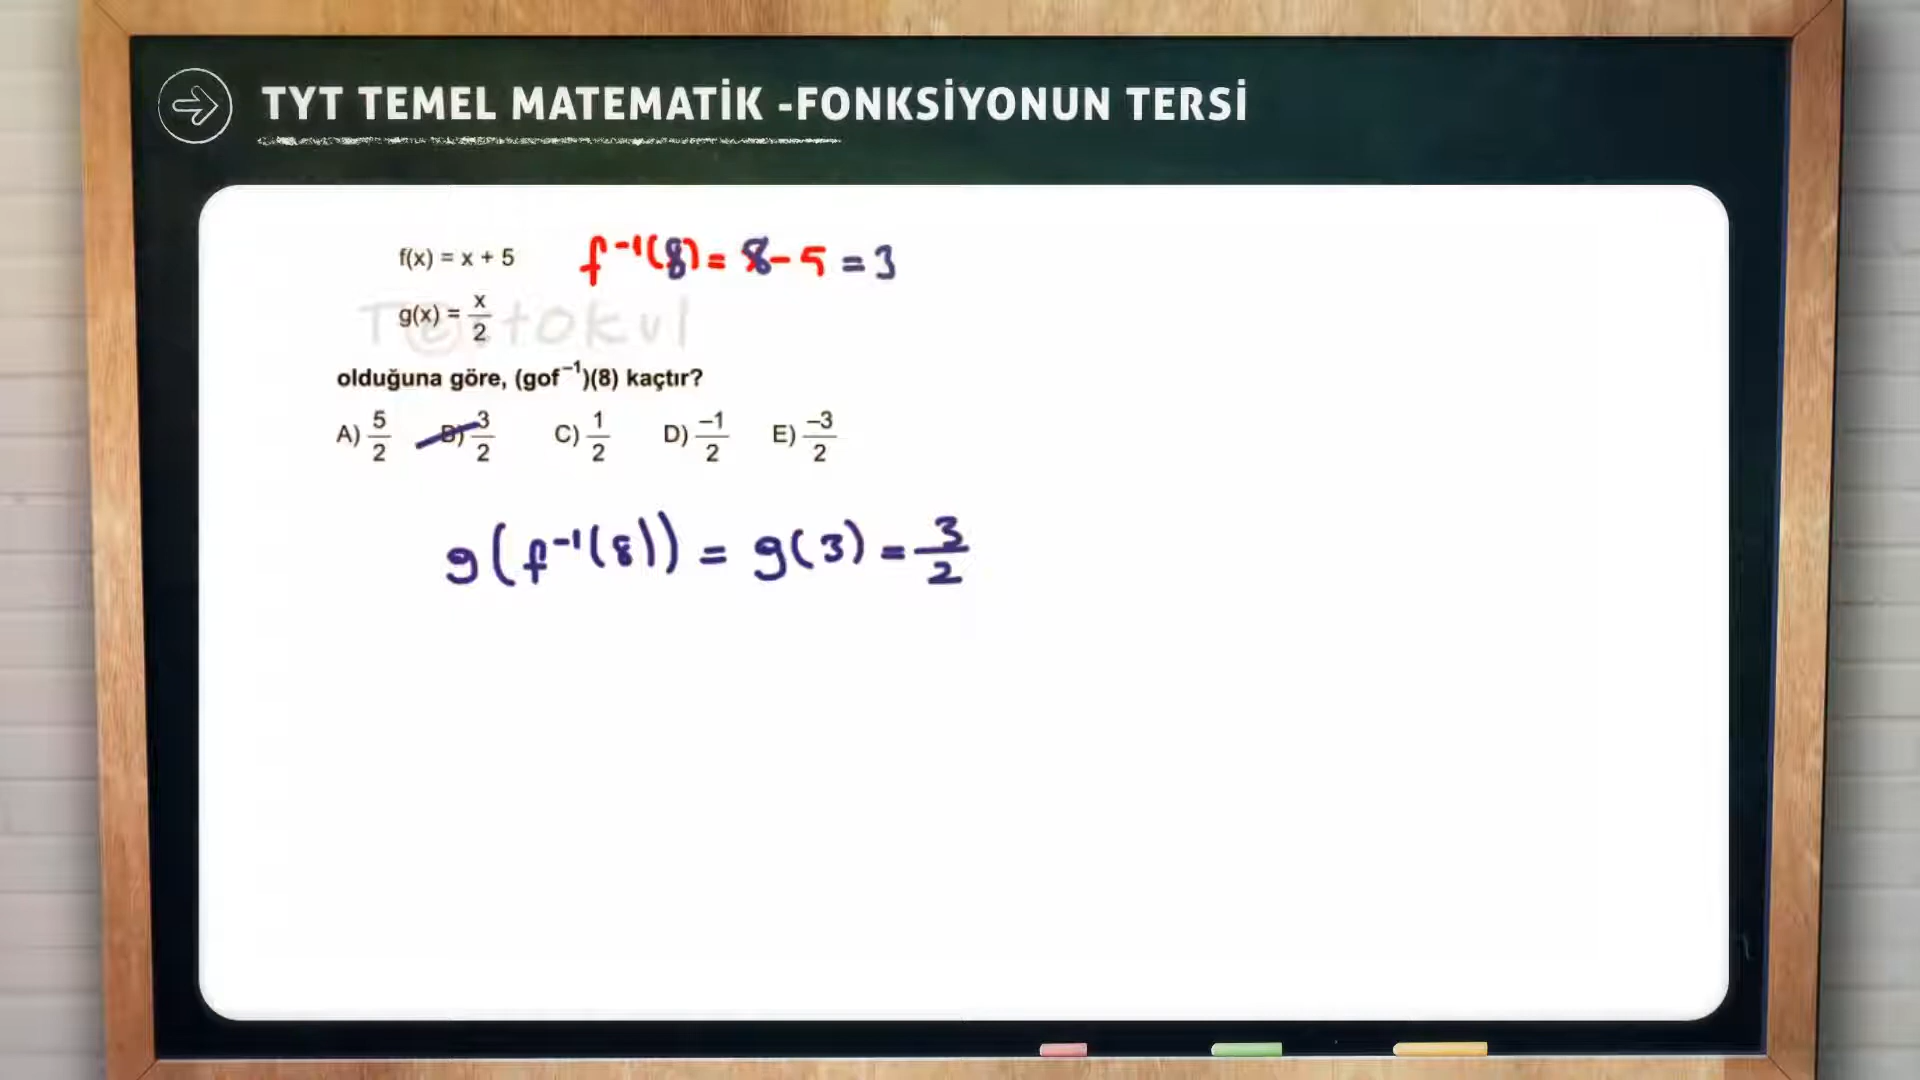 TYT TEMEL MATEMATİK -FONKSİYONUN TERSİ
f(x) = x + 5
f⁻¹(8) = 8 - 5 = 3
g(x) = x/2
Tertokul
olduğuna göre, (gof⁻¹)(8) kaçtır?
A) 5/2 B) 3/2 C) 1/2 D) −1/2 E) −3/2
g(f⁻¹(8)) = g(3) = 3/2